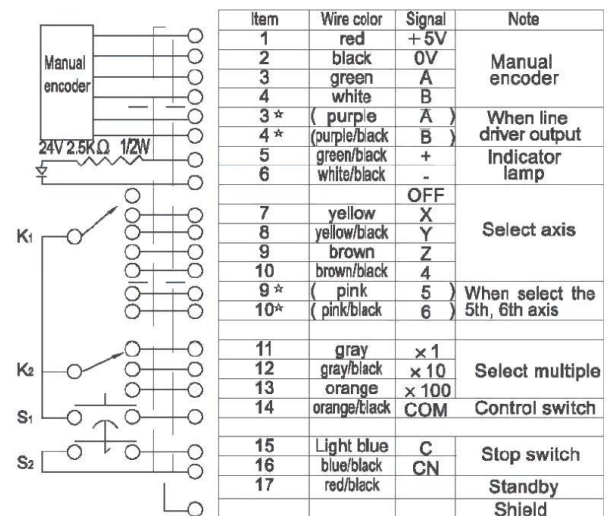 Item Wire color Signal Note
1 red +5V
2 black 0V
3 green A
4 white B
Manual encoder
3☆ ( purple Ā )
4☆ (purple/black B̄ )
When line driver output
5 green/black +
6 white/black -
Indicator lamp
OFF
7 yellow X
8 yellow/black Y
9 brown Z
10 brown/black 4
Select axis
9☆ ( pink 5 )
10☆ ( pink/black 6 )
When select the 5th, 6th axis
11 gray ×1
12 gray/black ×10
13 orange ×100
Select multiple
14 orange/black COM Control switch
15 Light blue C
16 blue/black CN
Stop switch
17 red/black Standby
Shield
Manual
encoder
24V 2.5KΩ 1/2W
K1
K2
S1
S2